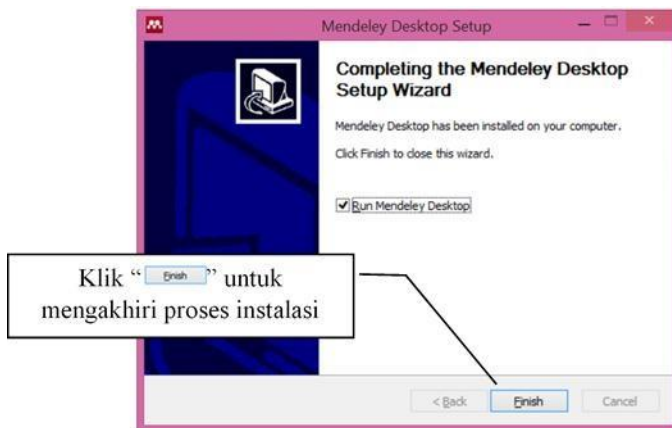 Mendeley Desktop Setup
Completing the Mendeley Desktop
Setup Wizard
Mendeley Desktop has been installed on your computer.
Click Finish to close this wizard.
Run Mendeley Desktop
Klik “ Finish ” untuk
mengakhiri proses instalasi
< Back Finish Cancel